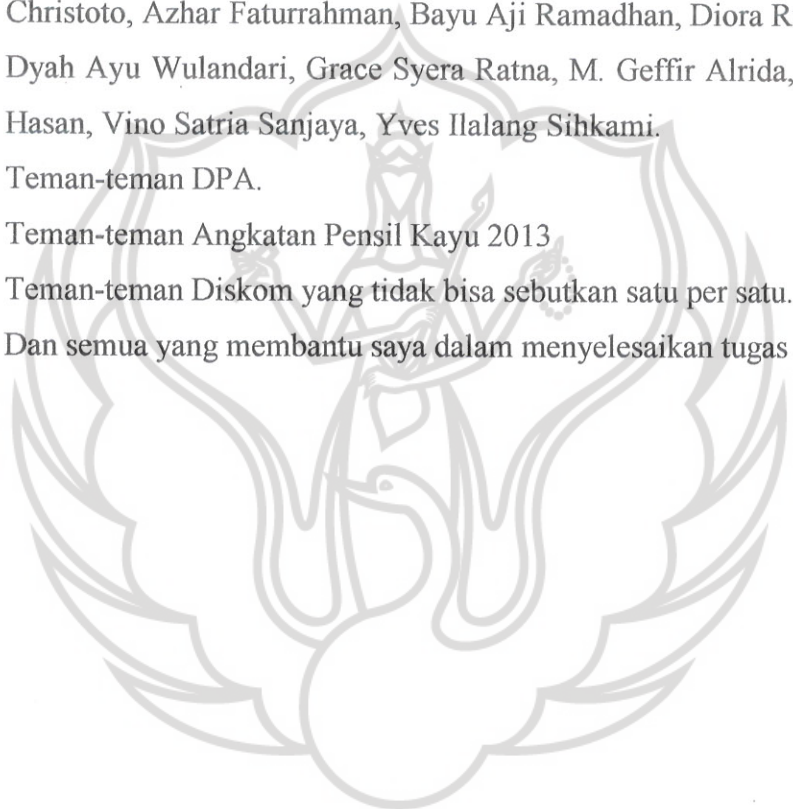 Christoto, Azhar Faturrahman, Bayu Aji Ramadhan, Diora R
Dyah Ayu Wulandari, Grace Syera Ratna, M. Geffir Alrida,
Hasan, Vino Satria Sanjaya, Yves Ilalang Sihkami.
Teman-teman DPA.
Teman-teman Angkatan Pensil Kayu 2013
Teman-teman Diskom yang tidak bisa sebutkan satu per satu.
Dan semua yang membantu saya dalam menyelesaikan tugas